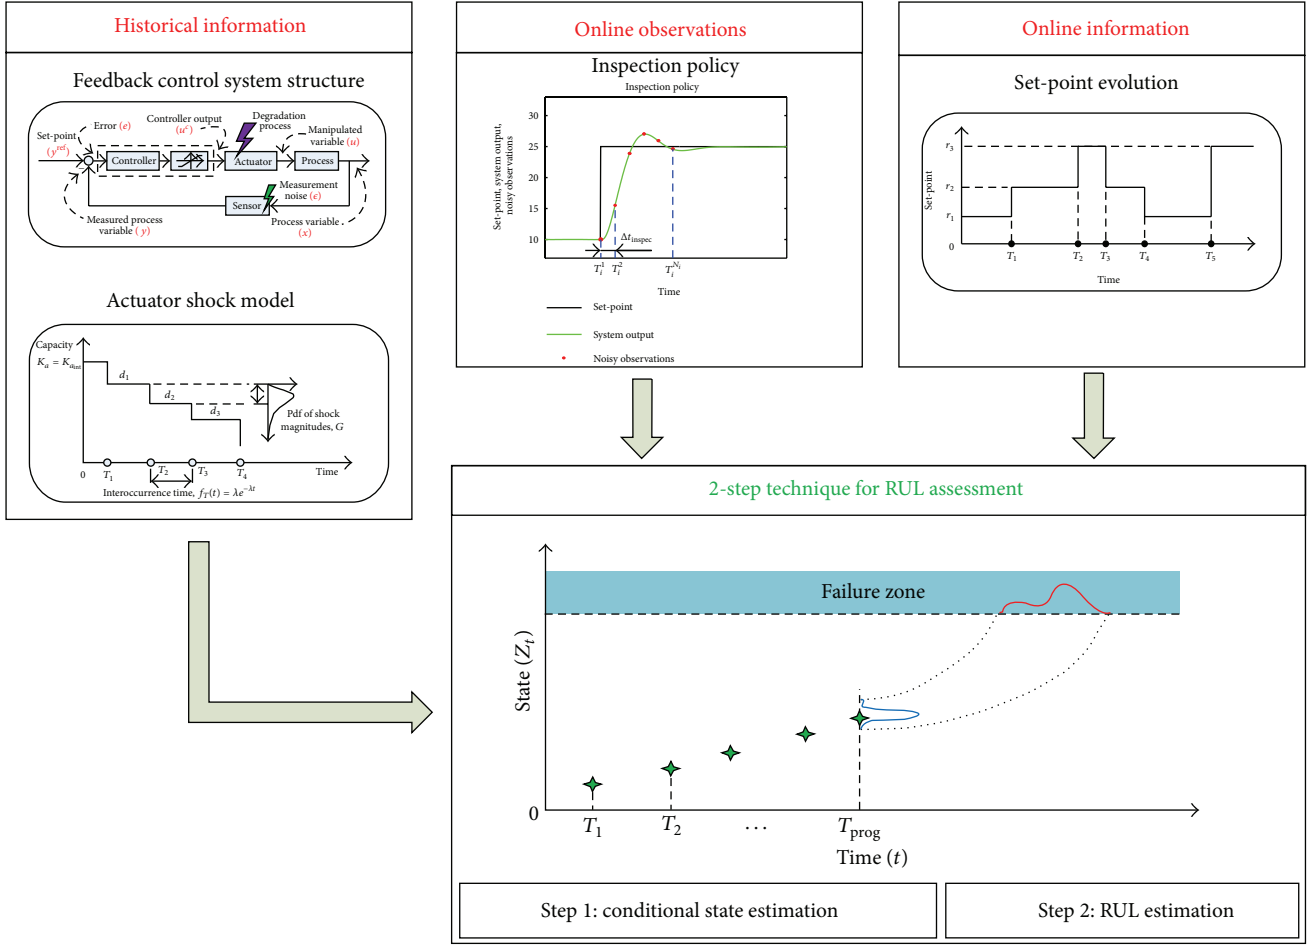 Historical information
Feedback control system structure
Set-point
(y^ref)
Error (e)
Controller output
(u^c)
Degradation
process
Manipulated
variable (u)
Controller
Actuator
Process
Sensor
Measurement
noise (ϵ)
Measured process
variable (y)
Process variable
(x)
Actuator shock model
Capacity
K_a = K_a_int
d_1
d_2
d_3
Pdf of shock
magnitudes, G
0
T_1
T_2
T_3
T_4
Time
Interoccurrence time, f_T(t) = λe^−λt
Online observations
Inspection policy
Inspection policy
Set-point, system output,
noisy observations
30
25
20
15
10
Δt_inspec
T_i^1
T_i^2
T_i^N_i
Time
Set-point
System output
Noisy observations
Online information
Set-point evolution
Set-point
r_3
r_2
r_1
0
T_1
T_2
T_3
T_4
T_5
Time
2-step technique for RUL assessment
Failure zone
State (Z_t)
0
T_1
T_2
...
T_prog
Time (t)
Step 1: conditional state estimation
Step 2: RUL estimation